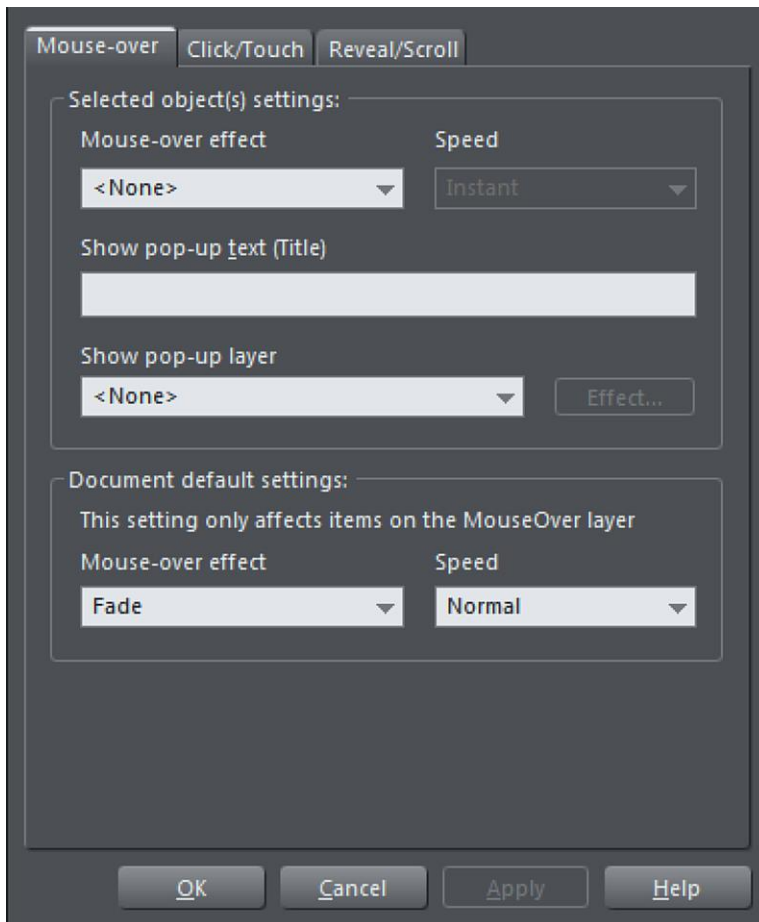 Mouse-over Click/Touch Reveal/Scroll
Selected object(s) settings:
Mouse-over effect Speed
<None> Instant
Show pop-up text (Title)
Show pop-up layer
<None> Effect...
Document default settings:
This setting only affects items on the MouseOver layer
Mouse-over effect Speed
Fade Normal
OK Cancel Apply Help